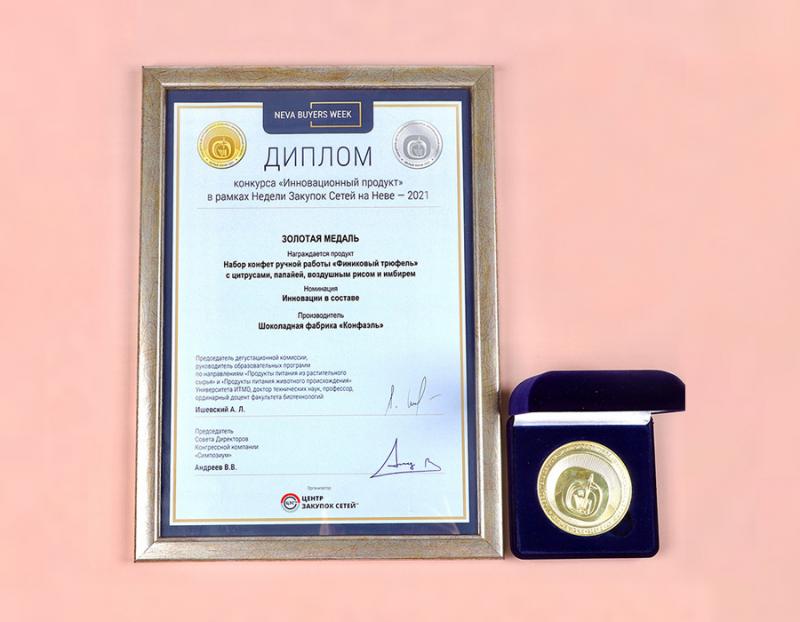 NEVA BUYERS WEEK
ДИПЛОМ
конкурса «Инновационный продукт»
в рамках Недели Закупок Сетей на Неве — 2021
ЗОЛОТАЯ МЕДАЛЬ
Награждается продукт
Набор конфет ручной работы «Финиковый трюфель»
с цитрусами, папайей, воздушным рисом и имбирем
Номинация
Инновации в составе
Производитель
Шоколадная фабрика «Конфаэль»
Председатель дегустационной комиссии,
руководитель образовательных программ
по направлениям «Продукты питания из растительного
сырья» и «Продукты питания животного происхождения»
Университета ИТМО, доктор технических наук, профессор,
ординарный доцент факультета биотехнологий
Ишевский А. Л.
Председатель
Совета Директоров
Конгрессной компании
«Симпозиум»
Андреев В.В.
Организатор
ЦЕНТР
ЗАКУПОК СЕТЕЙ™